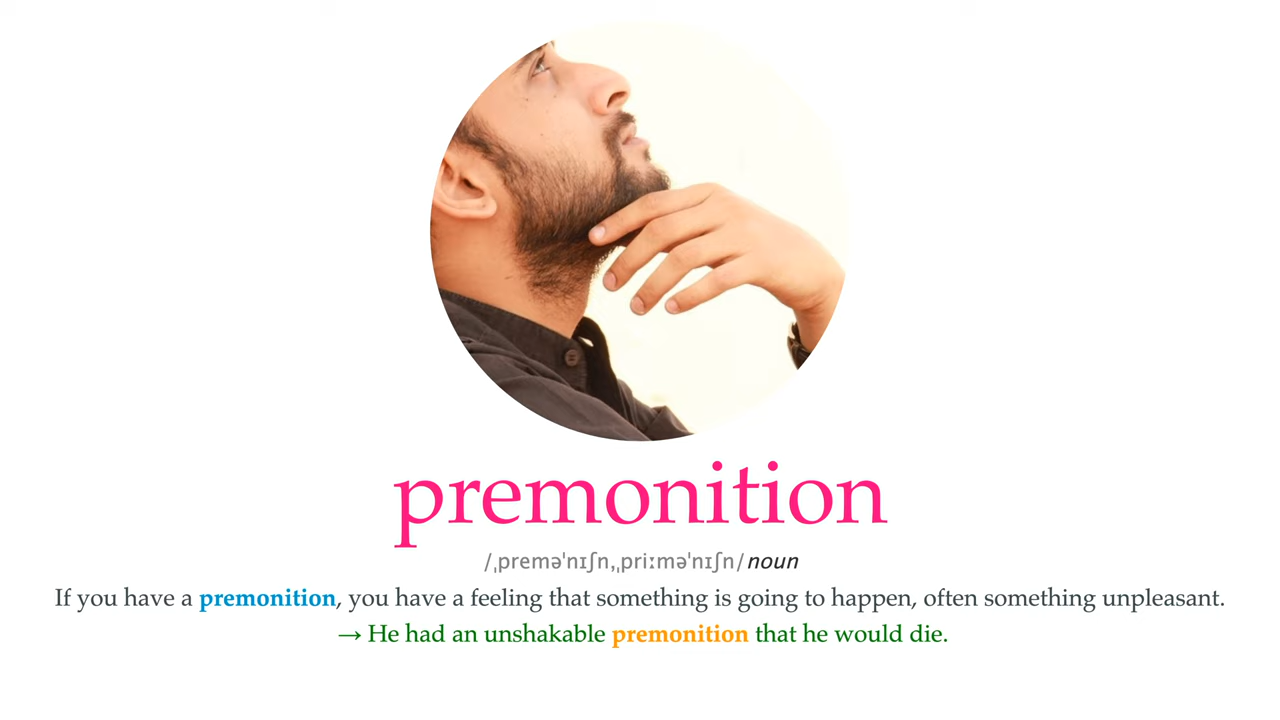 premonition
/ˌpreməˈnɪʃn,ˌpriːməˈnɪʃn/ noun
If you have a premonition, you have a feeling that something is going to happen, often something unpleasant.
→ He had an unshakable premonition that he would die.